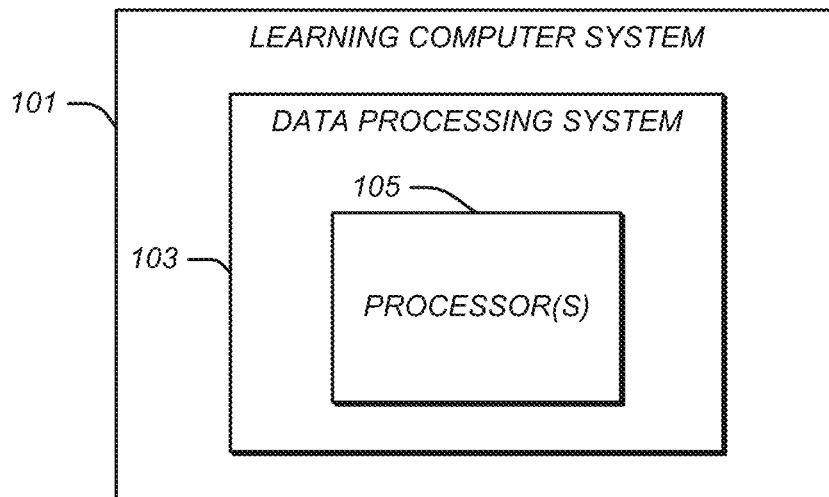 LEARNING COMPUTER SYSTEM
101
DATA PROCESSING SYSTEM
105
103
PROCESSOR(S)